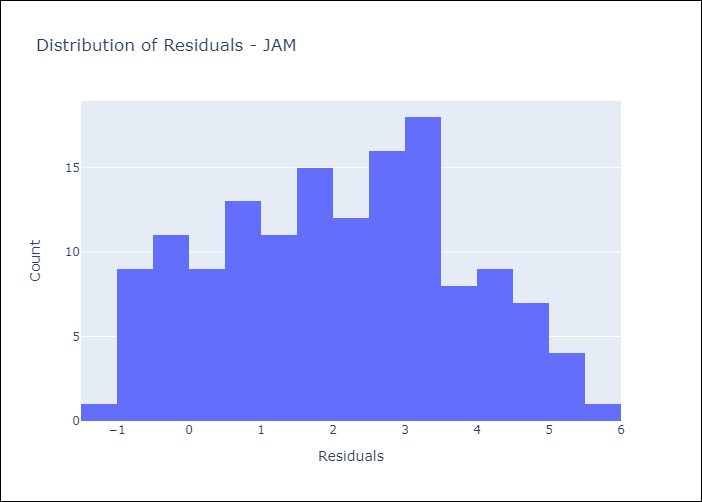 Distribution of Residuals - JAM
15
10
5
0
Count
−1 0 1 2 3 4 5 6
Residuals